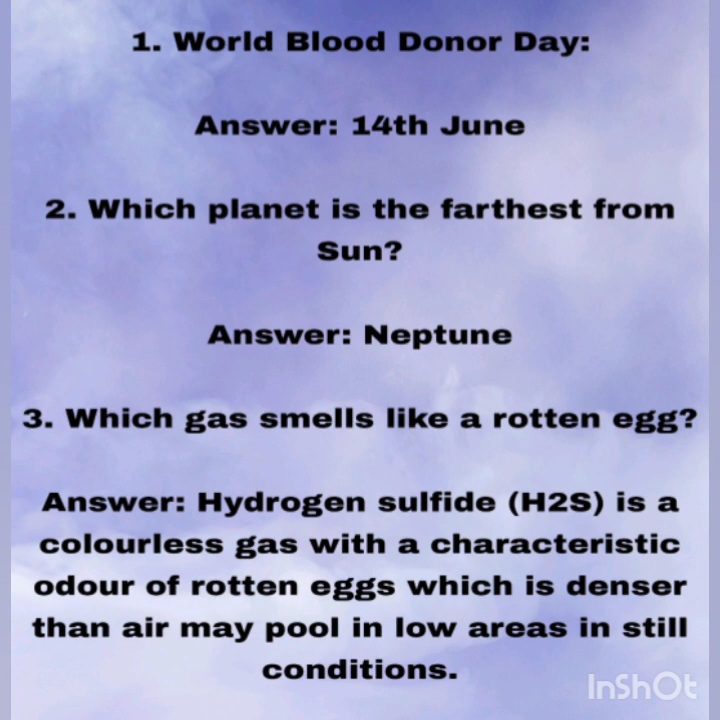 1. World Blood Donor Day:
Answer: 14th June
2. Which planet is the farthest from
Sun?
Answer: Neptune
3. Which gas smells like a rotten egg?
Answer: Hydrogen sulfide (H2S) is a
colourless gas with a characteristic
odour of rotten eggs which is denser
than air may pool in low areas in still
conditions.
InShOt